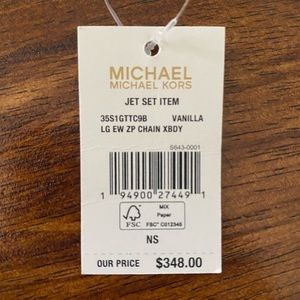 MICHAEL
MICHAEL KORS
JET SET ITEM
35S1GTTC9B VANILLA
LG EW ZP CHAIN XBDY
S643-0001
1 94900 27449 1
FSC
MIX
Paper
FSC® C012345
NS
OUR PRICE $348.00